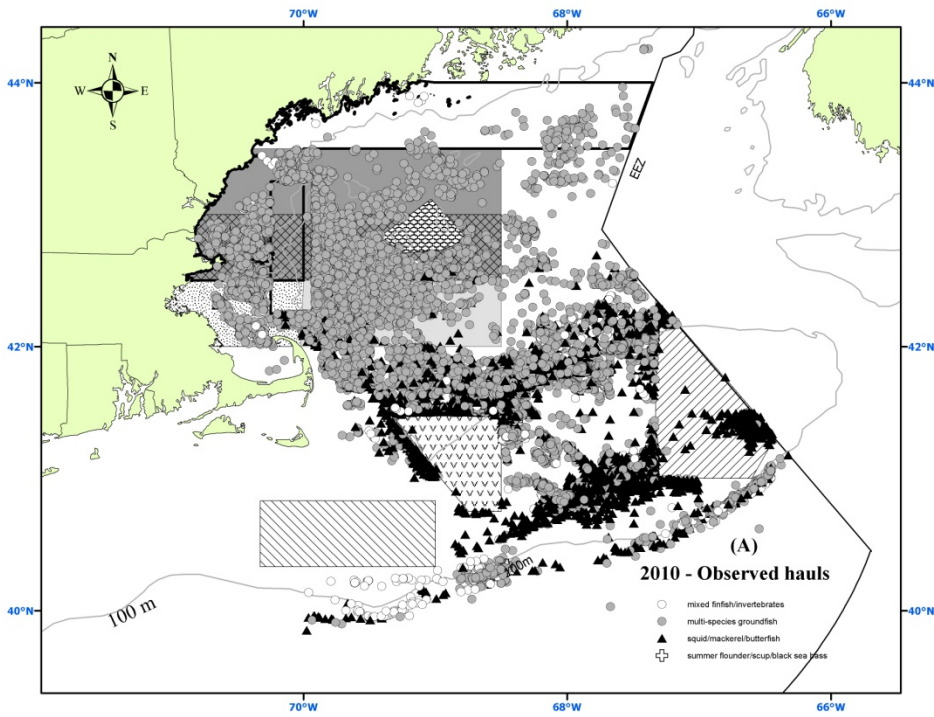 70°W 68°W 66°W
44°N 44°N
N
W E
S
EEZ
42°N 42°N
(A)
2010 - Observed hauls
100m
mixed finfish/invertebrates
100 m
40°N 40°N
multi-species groundfish
squid/mackerel/butterfish
summer flounder/scup/black sea bass
70°W 68°W 66°W